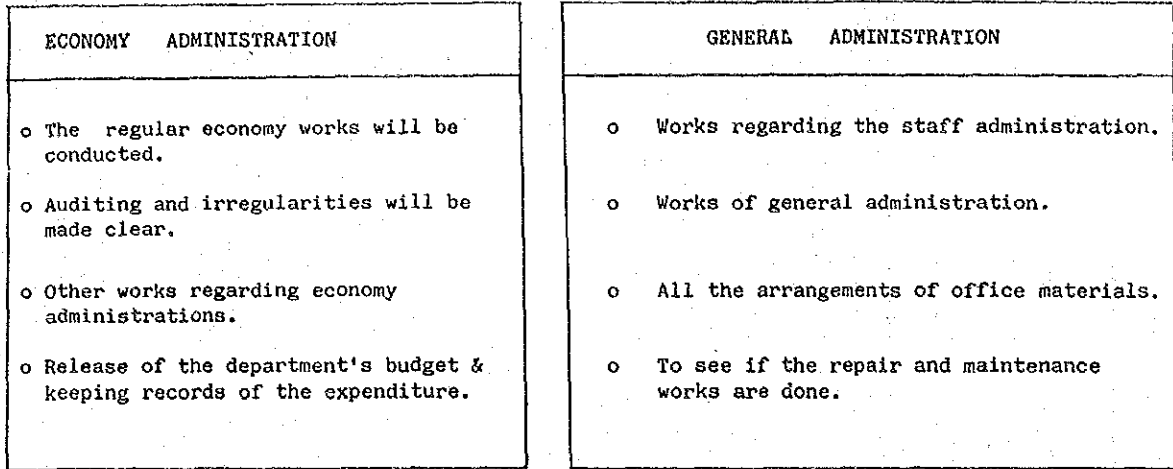 ECONOMY ADMINISTRATION
o The regular economy works will be
conducted.
o Auditing and irregularities will be
made clear.
o Other works regarding economy
administrations.
o Release of the department's budget &
keeping records of the expenditure.
GENERAL ADMINISTRATION
o Works regarding the staff administration.
o Works of general administration.
o All the arrangements of office materials.
o To see if the repair and maintenance
works are done.